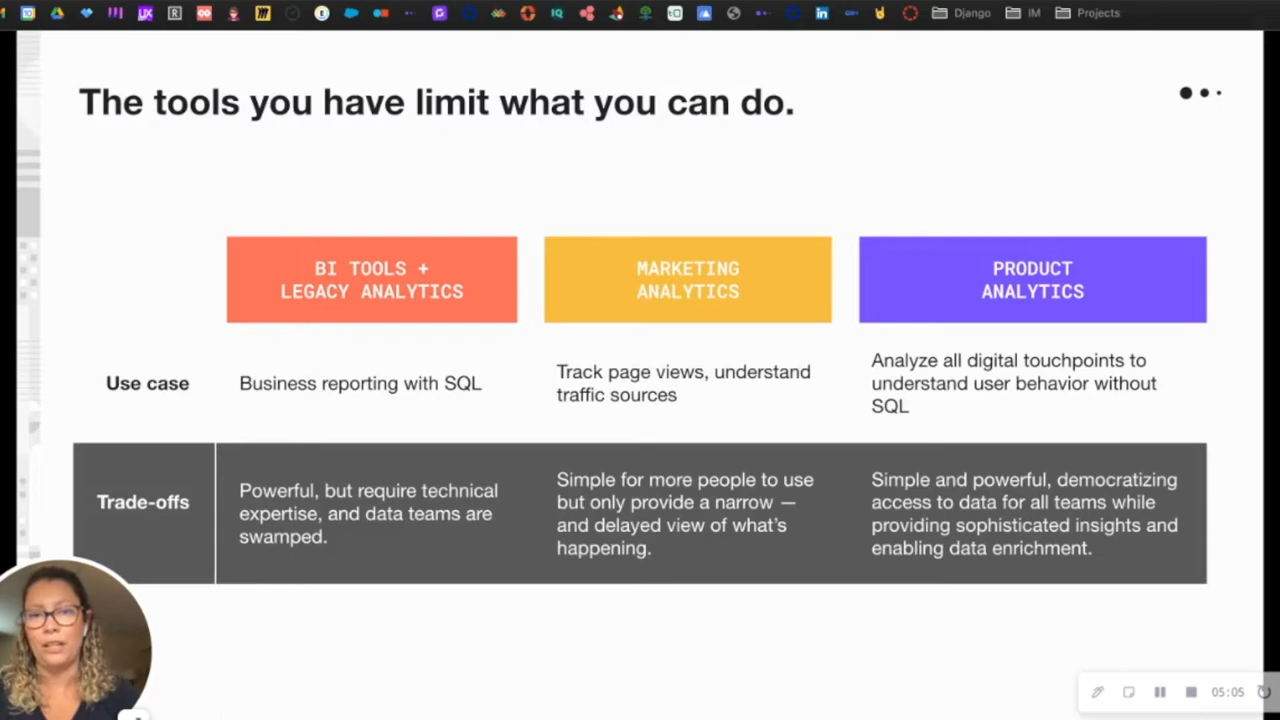 Django IM Projects
The tools you have limit what you can do.
BI TOOLS +
LEGACY ANALYTICS
MARKETING
ANALYTICS
PRODUCT
ANALYTICS
Use case
Business reporting with SQL
Track page views, understand
traffic sources
Analyze all digital touchpoints to
understand user behavior without
SQL
Trade-offs
Powerful, but require technical
expertise, and data teams are
swamped.
Simple for more people to use
but only provide a narrow —
and delayed view of what’s
happening.
Simple and powerful, democratizing
access to data for all teams while
providing sophisticated insights and
enabling data enrichment.
05:05